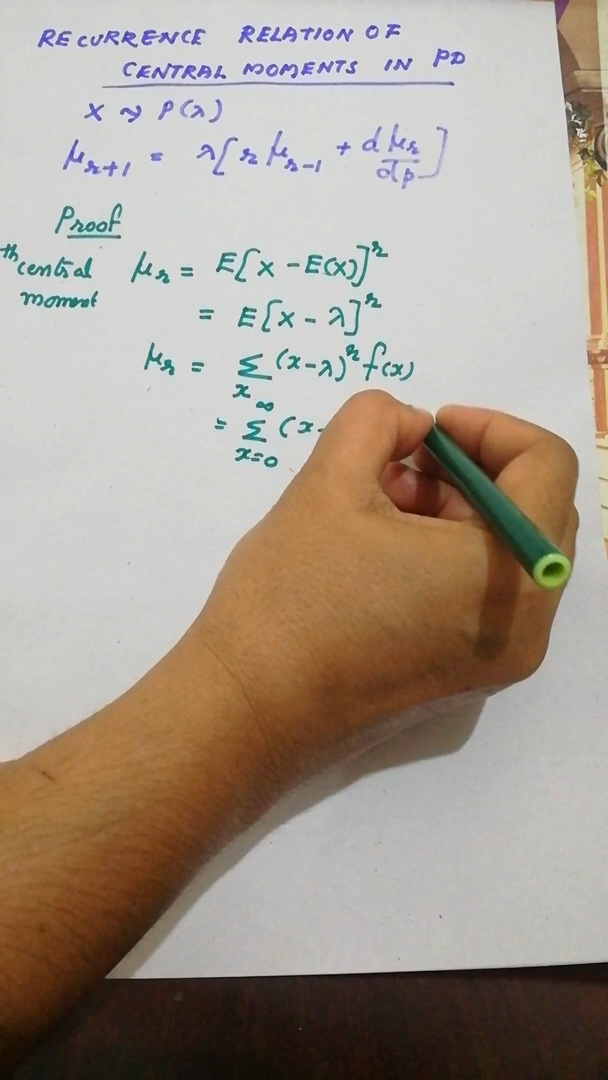 RECURRENCE RELATION OF
CENTRAL MOMENTS IN PD
X ~> P(λ)
μr+1 = λ[r μr-1 + dμr/dp]
Proof
th central moment μr = E[x - E(x)]^r
= E[x - λ]^r
μr = Σx (x-λ)^r f(x)
= Σx=0^∞ (x-